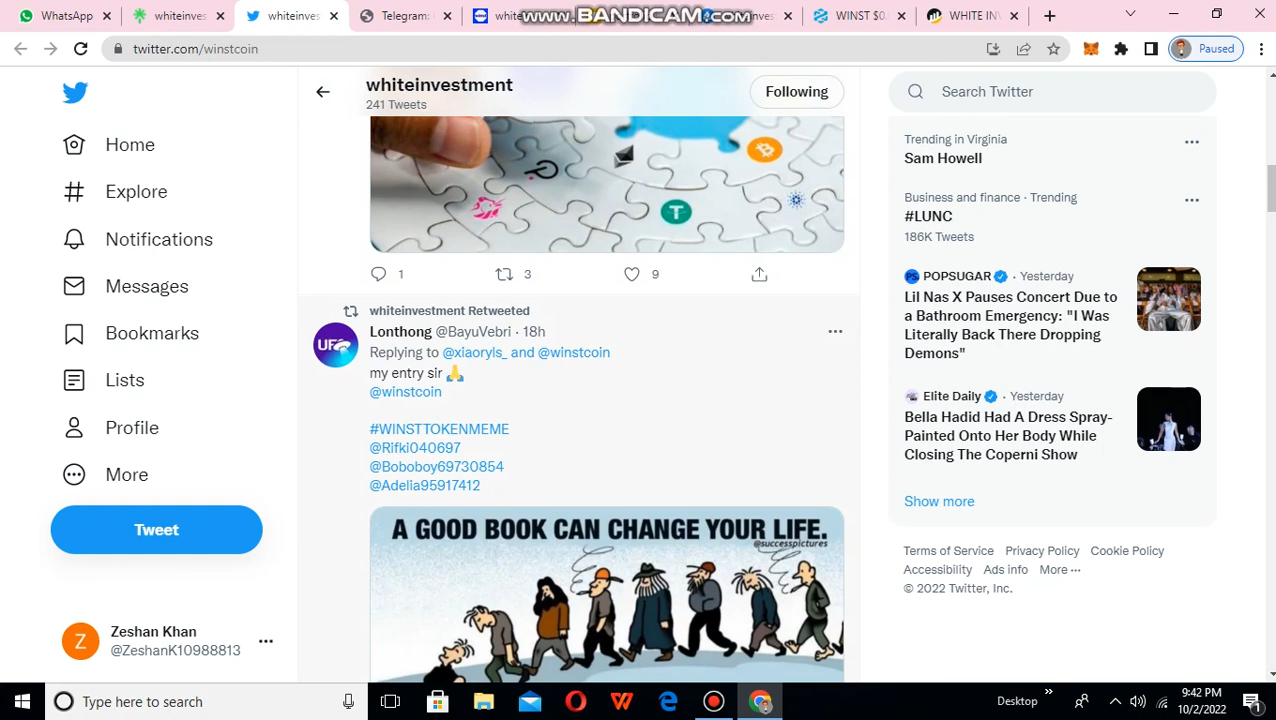 WhatsApp
whiteinves
whiteinves
Telegram:
white
inves
WINST $0.
WHITE INV
www.BANDICAM.com
twitter.com/winstcoin
Paused
whiteinvestment
241 Tweets
Following
Search Twitter
Home
Explore
Notifications
Messages
Bookmarks
Lists
Profile
More
Tweet
Zeshan Khan
@ZeshanK10988813
1
3
9
whiteinvestment Retweeted
Lonthong @BayuVebri · 18h
Replying to @xiaoryls_ and @winstcoin
my entry sir 🙏
@winstcoin
#WINSTTOKENMEME
@Rifki040697
@Boboboy69730854
@Adelia95917412
UFO
A GOOD BOOK CAN CHANGE YOUR LIFE.
@successpictures
Trending in Virginia
Sam Howell
Business and finance · Trending
#LUNC
186K Tweets
POPSUGAR · Yesterday
Lil Nas X Pauses Concert Due to
a Bathroom Emergency: "I Was
Literally Back There Dropping
Demons"
Elite Daily · Yesterday
Bella Hadid Had A Dress Spray-
Painted Onto Her Body While
Closing The Coperni Show
Show more
Terms of Service Privacy Policy Cookie Policy
Accessibility Ads info More ···
© 2022 Twitter, Inc.
Type here to search
Desktop
9:42 PM
10/2/2022
1